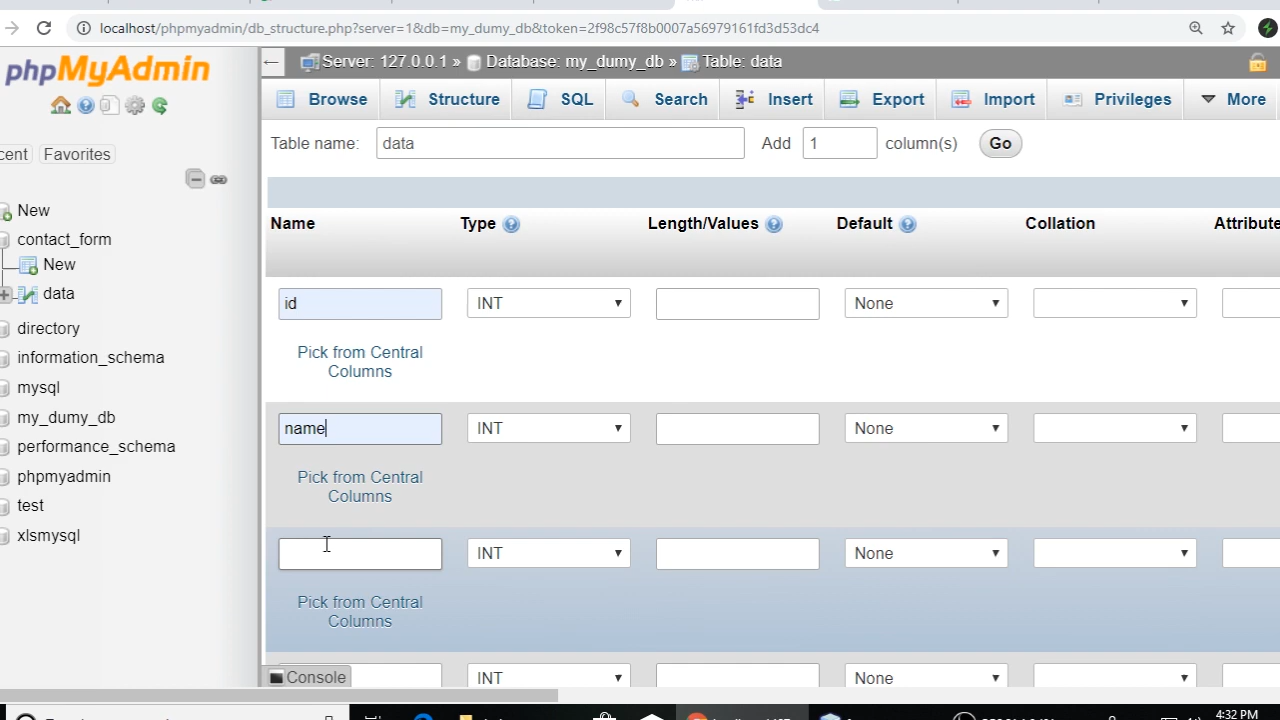 localhost/phpmyadmin/db_structure.php?server=1&db=my_dumy_db&token=2f98c57f8b0007a56979161fd3d53dc4
phpMyAdmin
Server: 127.0.0.1 » Database: my_dumy_db » Table: data
Browse Structure SQL Search Insert Export Import Privileges More
Table name: data Add 1 column(s) Go
cent Favorites
New
contact_form
New
data
directory
information_schema
mysql
my_dumy_db
performance_schema
phpmyadmin
test
xlsmysql
Name Type Length/Values Default Collation Attribute
id INT None
Pick from Central
Columns
name INT None
Pick from Central
Columns
INT None
Pick from Central
Columns
INT None
Console
4:32 PM